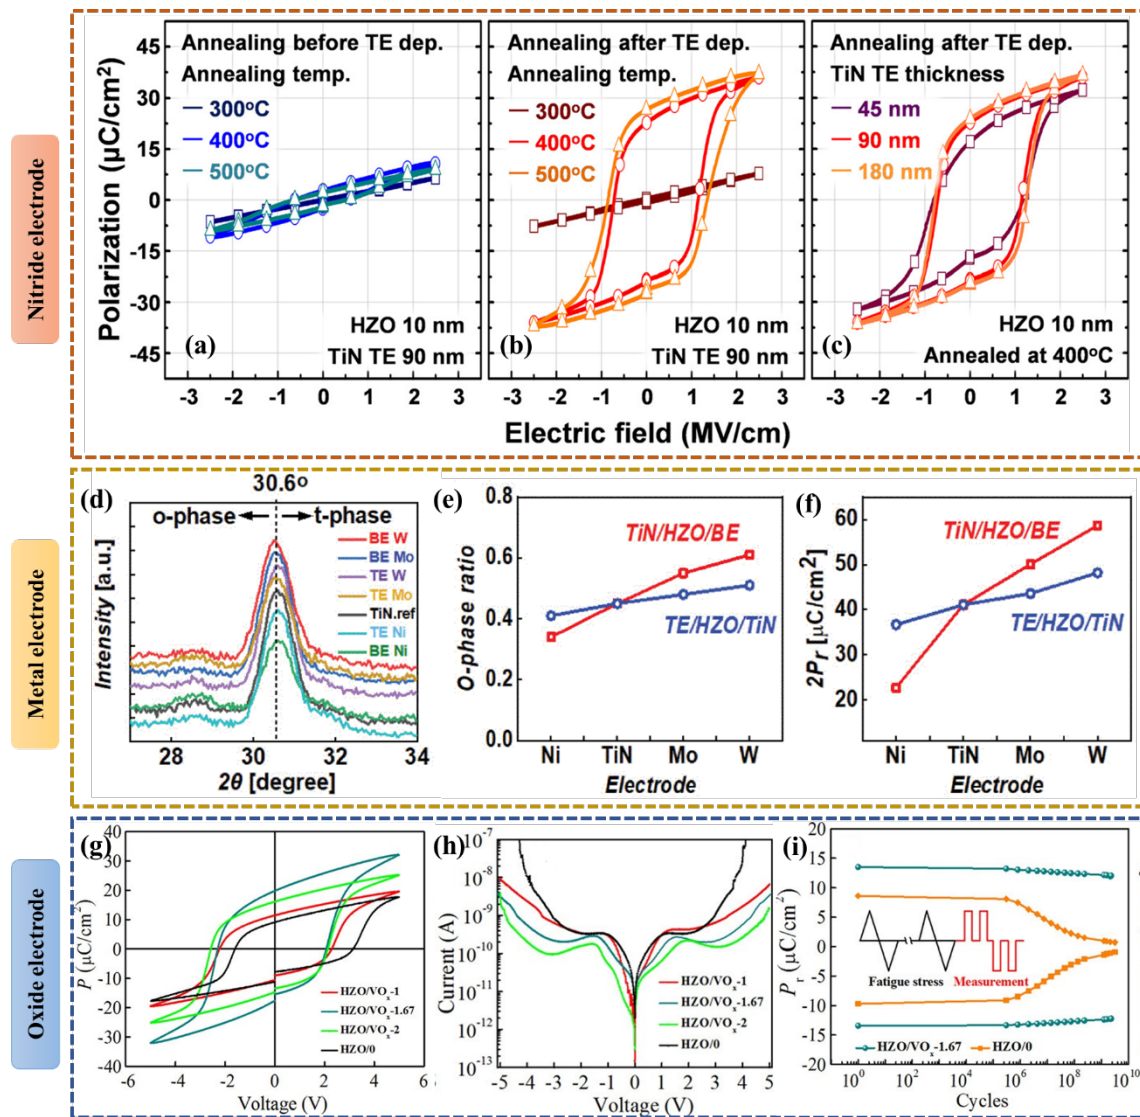 Nitride electrode
Polarization (μC/cm²)
45
30
15
0
-15
-30
-45
Annealing before TE dep.
Annealing temp.
300°C
400°C
500°C
(a)
HZO 10 nm
TiN TE 90 nm
-3 -2 -1 0 1 2 3
Annealing after TE dep.
Annealing temp.
300°C
400°C
500°C
(b)
HZO 10 nm
TiN TE 90 nm
-2 -1 0 1 2 3
Annealing after TE dep.
TiN TE thickness
45 nm
90 nm
180 nm
(c)
HZO 10 nm
Annealed at 400°C
-2 -1 0 1 2 3
Electric field (MV/cm)
Metal electrode
(d)
30.6°
o-phase
t-phase
BE W
BE Mo
TE W
TE Mo
TiN.ref
TE Ni
BE Ni
Intensity [a.u.]
28 30 32 34
2θ [degree]
(e)
O-phase ratio
0.8
0.6
0.4
0.2
0.0
TiN/HZO/BE
TE/HZO/TiN
Ni TiN Mo W
Electrode
(f)
2Pr [μC/cm2]
60
50
40
30
20
TiN/HZO/BE
TE/HZO/TiN
Ni TiN Mo W
Electrode
Oxide electrode
(g)
P (μC/cm²)
40
30
20
10
0
-10
-20
-30
-40
HZO/VOx-1
HZO/VOx-1.67
HZO/VOx-2
HZO/0
-6 -4 -2 0 2 4 6
Voltage (V)
(h)
Current (A)
10⁻⁷
10⁻⁸
10⁻⁹
10⁻¹⁰
10⁻¹¹
10⁻¹²
10⁻¹³
HZO/VOx-1
HZO/VOx-1.67
HZO/VOx-2
HZO/0
-5 -4 -3 -2 -1 0 1 2 3 4 5
Voltage (V)
(i)
Pr (μC/cm²)
20
15
10
5
0
-5
-10
-15
-20
Fatigue stress
Measurement
HZO/VOx-1.67
HZO/0
10⁰ 10² 10⁴ 10⁶ 10⁸ 10¹⁰
Cycles